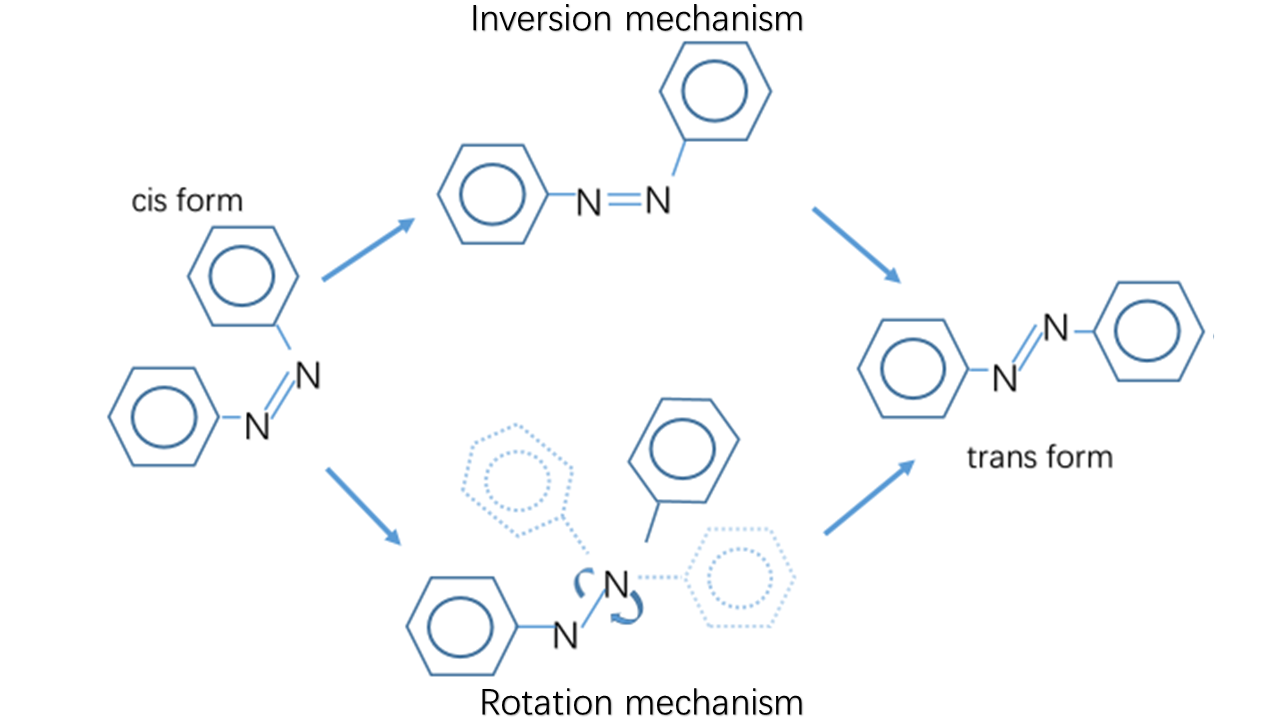 Inversion mechanism
cis form
N
N
N
N
N
N
trans form
N
N
Rotation mechanism